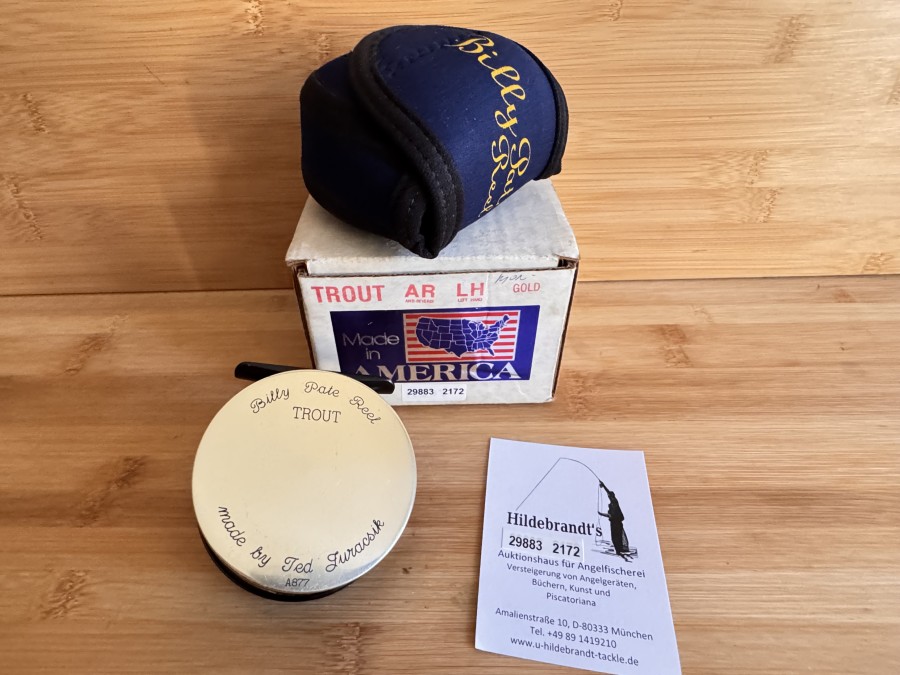 Billy Pate
Reel
TROUT AR LH GOLD
ANTI-REVERSE LEFT HAND
Made
in
AMERICA
29883 2172
Billy Pate Reel
TROUT
made by Ted Juracsik
A877
Hildebrandt's
29883 2172
Auktionshaus für Angelfischerei
Versteigerung von Angelgeräten,
Büchern, Kunst und
Piscatoriana
Amalienstraße 10, D-80333 München
Tel. +49 89 1419210
www.u-hildebrandt-tackle.de